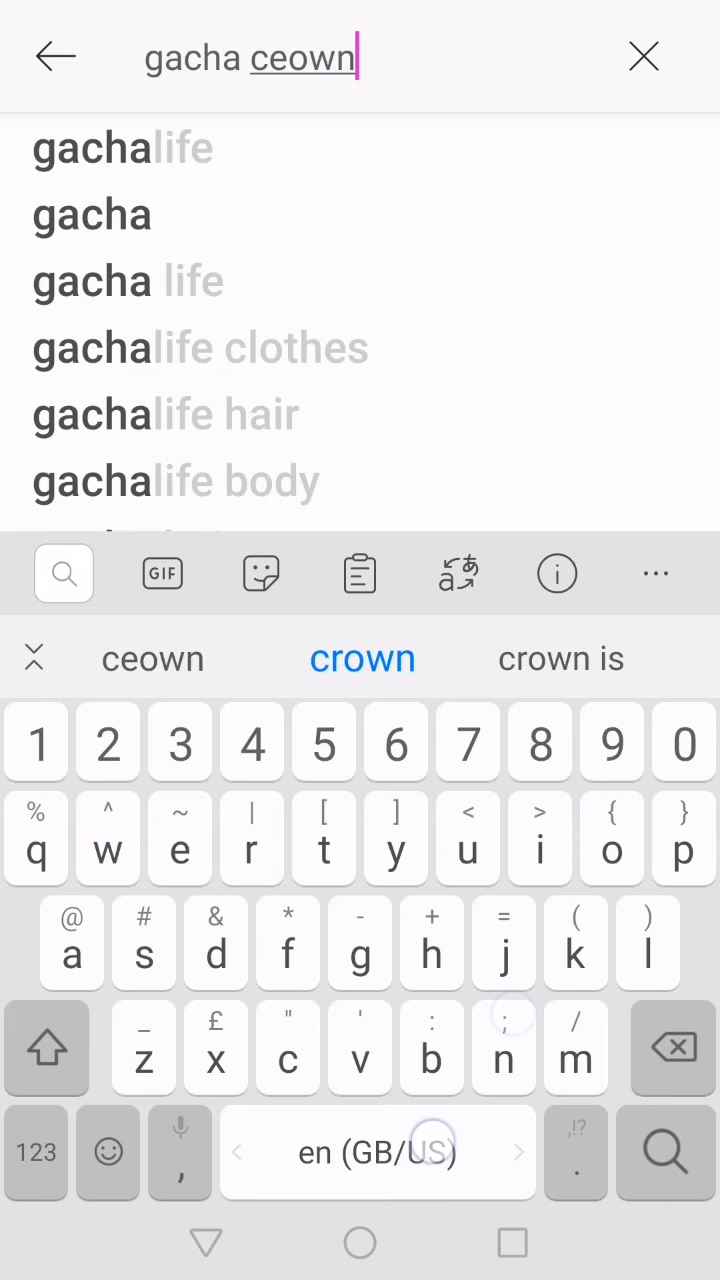 gacha ceown
gachalife
gacha
gacha life
gachalife clothes
gachalife hair
gachalife body
GIF
ceown crown crown is
1 2 3 4 5 6 7 8 9 0
% ^ ~ | [ ] < > { }
q w e r t y u i o p
@ # & * - + = ( )
a s d f g h j k l
_ £ " ' : ; /
z x c v b n m
123 , en (GB/US) ,!? .